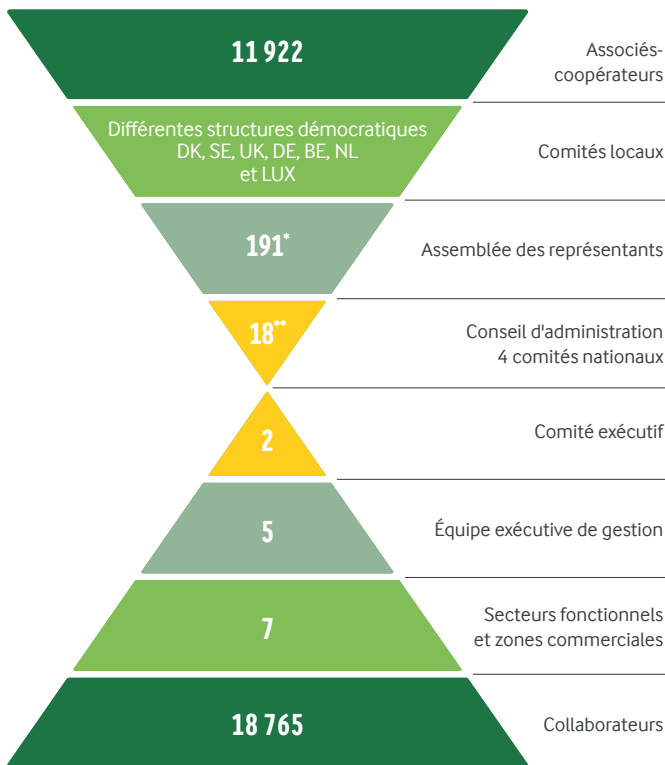 11 922
Associés-
coopérateurs
Différentes structures démocratiques
DK, SE, UK, DE, BE, NL
et LUX
Comités locaux
191*
Assemblée des représentants
18**
Conseil d'administration
4 comités nationaux
2
Comité exécutif
5
Équipe exécutive de gestion
7
Secteurs fonctionnels
et zones commerciales
18 765
Collaborateurs